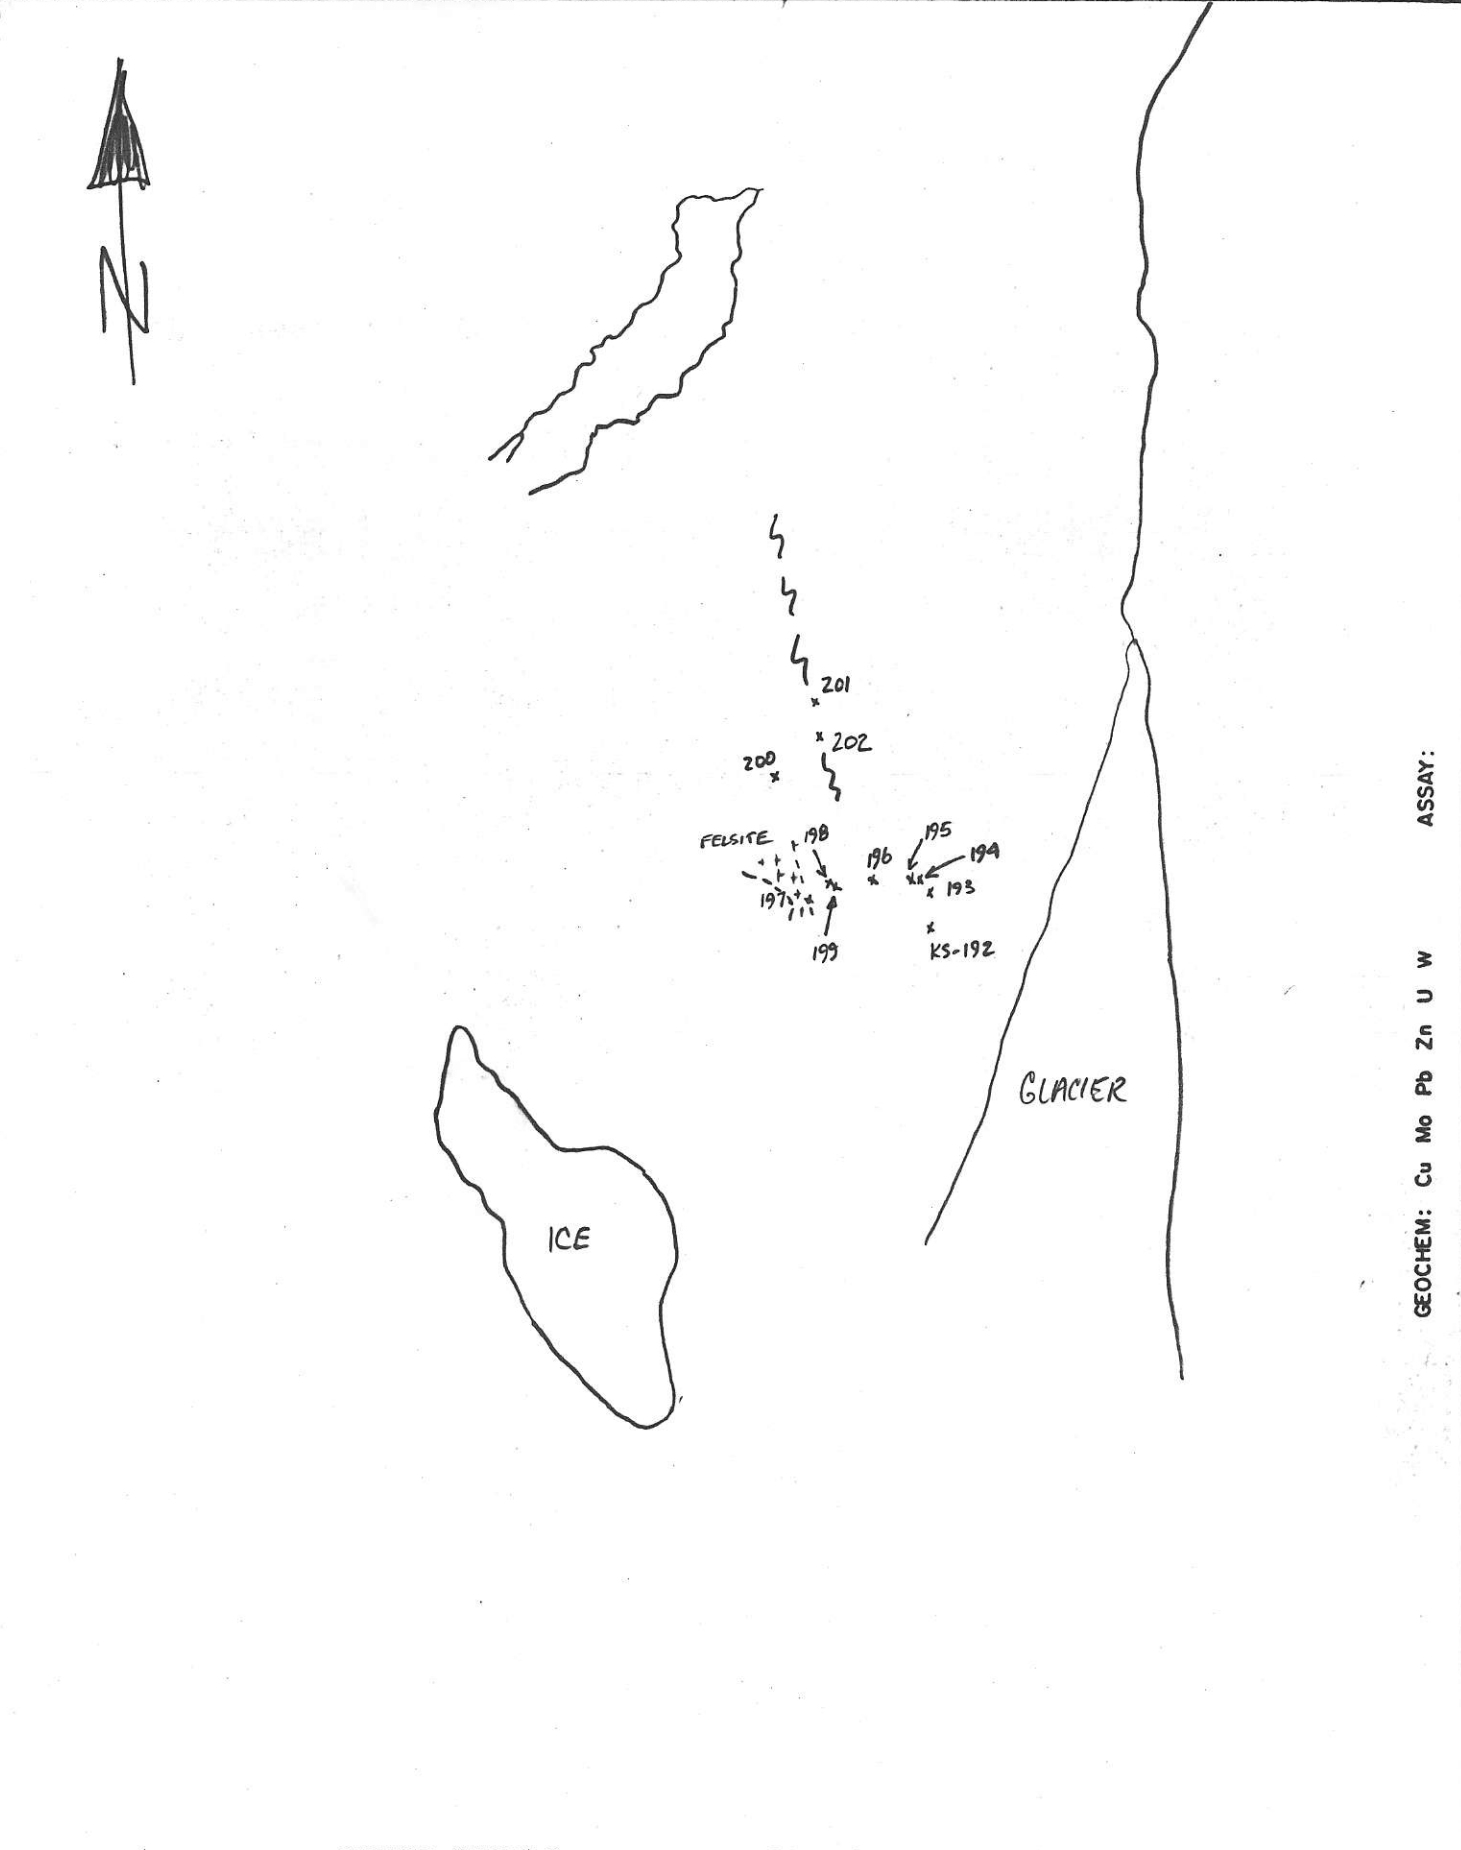 N
201
202
200
FELSITE
198
195
196
194
197
193
199
KS-192
GLACIER
ICE
GEOCHEM: Cu Mo Pb Zn U W ASSAY: